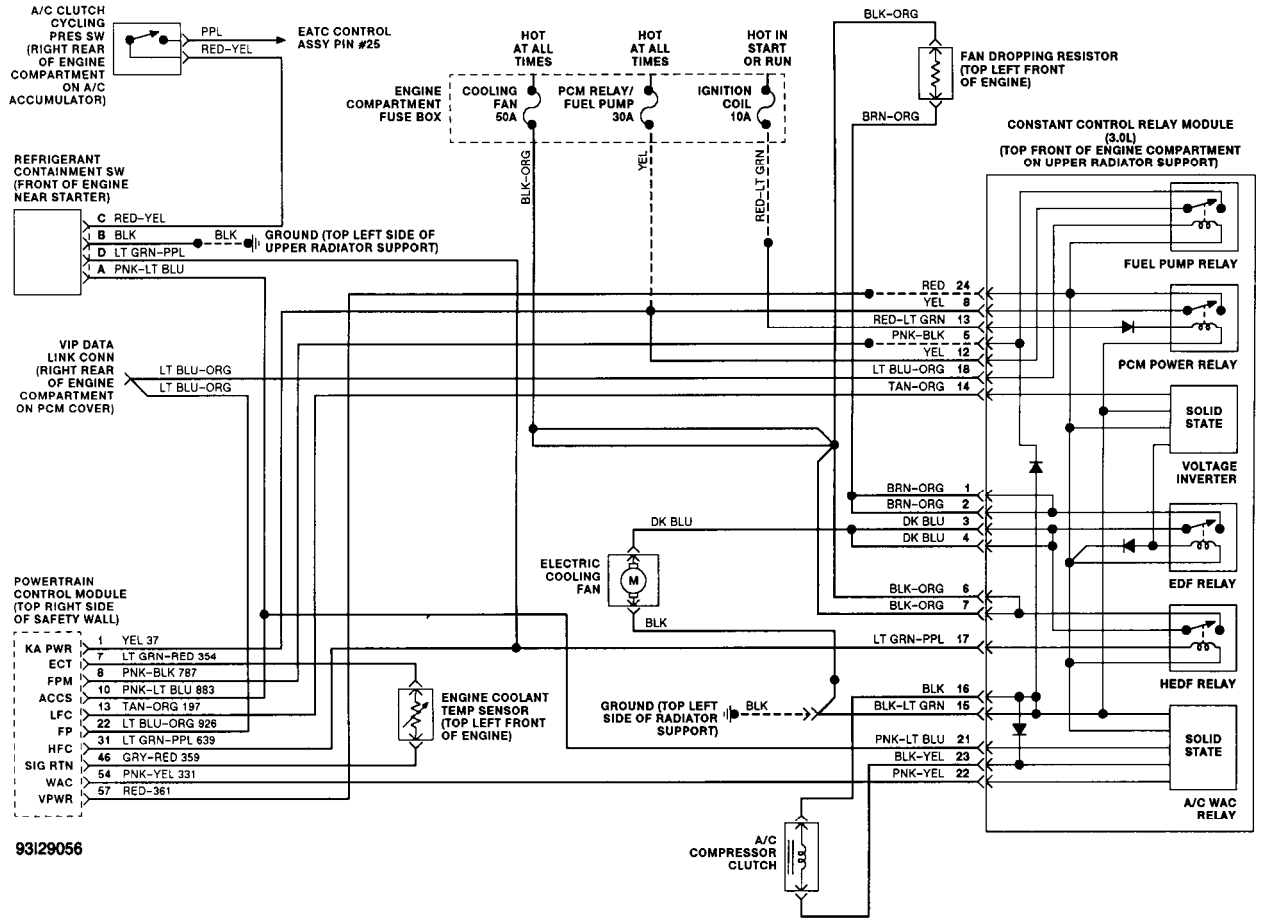 A/C CLUTCH
CYCLING
PRES SW
(RIGHT REAR
OF ENGINE
COMPARTMENT
ON A/C
ACCUMULATOR)
PPL
RED-YEL
EATC CONTROL
ASSY PIN #25
HOT
AT ALL
TIMES
HOT
AT ALL
TIMES
HOT IN
START
OR RUN
ENGINE
COMPARTMENT
FUSE BOX
COOLING
FAN
50A
PCM RELAY/
FUEL PUMP
30A
IGNITION
COIL
10A
BLK-ORG
YEL
RED-LT GRN
BLK-ORG
FAN DROPPING RESISTOR
(TOP LEFT FRONT
OF ENGINE)
BRN-ORG
CONSTANT CONTROL RELAY MODULE
(3.0L)
(TOP FRONT OF ENGINE COMPARTMENT
ON UPPER RADIATOR SUPPORT)
REFRIGERANT
CONTAINMENT SW
(FRONT OF ENGINE
NEAR STARTER)
C RED-YEL
B BLK
BLK
D LT GRN-PPL
A PNK-LT BLU
GROUND (TOP LEFT SIDE OF
UPPER RADIATOR SUPPORT)
FUEL PUMP RELAY
RED 24
YEL 8
RED-LT GRN 13
PNK-BLK 5
YEL 12
LT BLU-ORG 18
TAN-ORG 14
PCM POWER RELAY
VIP DATA
LINK CONN
(RIGHT REAR
OF ENGINE
COMPARTMENT
ON PCM COVER)
LT BLU-ORG
LT BLU-ORG
SOLID
STATE
VOLTAGE
INVERTER
BRN-ORG 1
BRN-ORG 2
DK BLU 3
DK BLU 4
DK BLU
ELECTRIC
COOLING
FAN
M
BLK
EDF RELAY
BLK-ORG 6
BLK-ORG 7
LT GRN-PPL 17
HEDF RELAY
POWERTRAIN
CONTROL MODULE
(TOP RIGHT SIDE
OF SAFETY WALL)
KA PWR 1 YEL 37
ECT 7 LT GRN-RED 354
FPM 8 PNK-BLK 787
ACCS 10 PNK-LT BLU 883
LFC 13 TAN-ORG 197
FP 22 LT BLU-ORG 926
HFC 31 LT GRN-PPL 639
SIG RTN 46 GRY-RED 359
WAC 54 PNK-YEL 331
VPWR 57 RED-361
ENGINE COOLANT
TEMP SENSOR
(TOP LEFT FRONT
OF ENGINE)
GROUND (TOP LEFT
SIDE OF RADIATOR
SUPPORT)
BLK
BLK 16
BLK-LT GRN 15
PNK-LT BLU 21
BLK-YEL 23
PNK-YEL 22
SOLID
STATE
A/C WAC
RELAY
A/C
COMPRESSOR
CLUTCH
93I29056